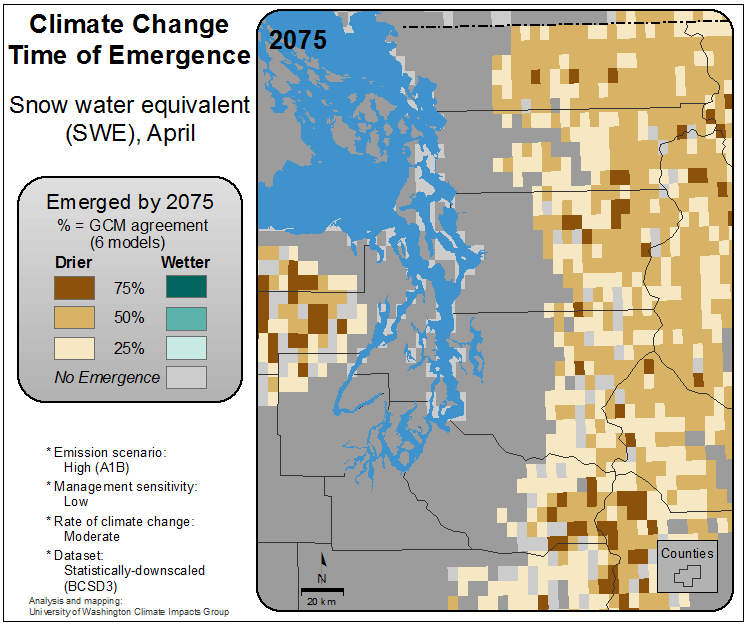 Climate Change
Time of Emergence
Snow water equivalent
(SWE), April
Emerged by 2075
% = GCM agreement
(6 models)
Drier Wetter
75%
50%
25%
No Emergence
* Emission scenario:
High (A1B)
* Management sensitivity:
Low
* Rate of climate change:
Moderate
* Dataset:
Statistically-downscaled
(BCSD3)
Analysis and mapping:
University of Washington Climate Impacts Group
2075
N
20 km
Counties